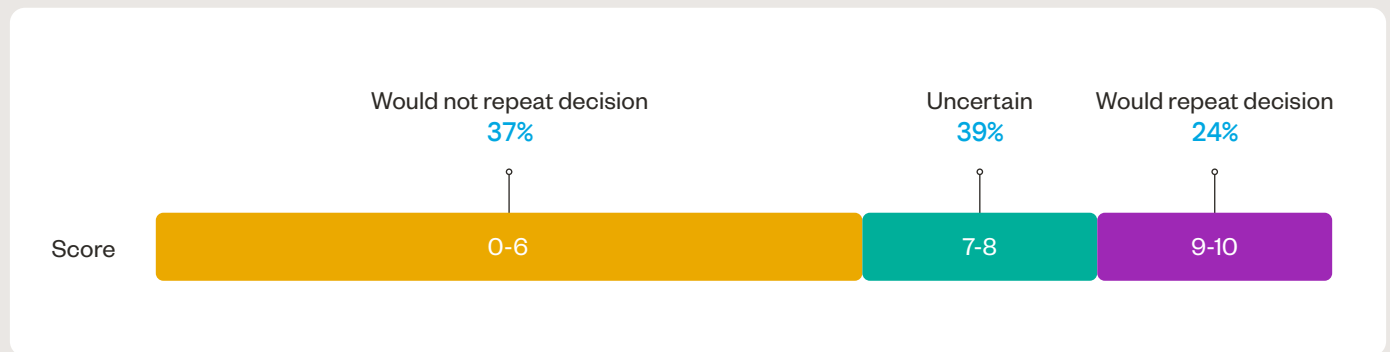 Would not repeat decision
37%
Uncertain
39%
Would repeat decision
24%
Score
0-6
7-8
9-10